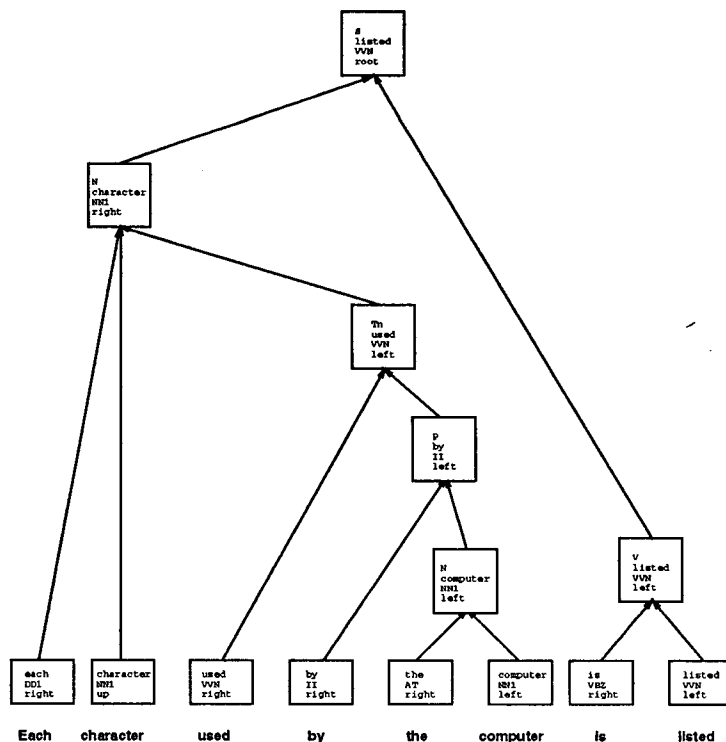 S
listed
VVN
root
N
character
NN1
right
Tn
used
VVN
left
P
by
II
left
N
computer
NN1
left
V
listed
VVN
left
each
DD1
right
character
NN1
up
used
VVN
right
by
II
right
the
AT
right
computer
NN1
left
is
VBZ
right
listed
VVN
left
Each character used by the computer is listed